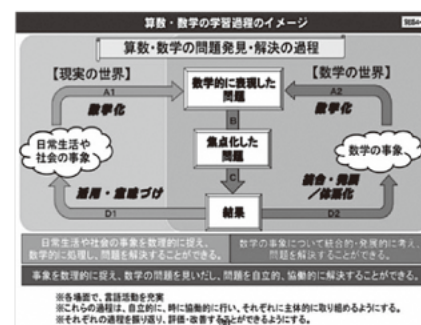 算数・数学の学習過程のイメージ
算数・数学の問題発見・解決の過程
【現実の世界】
【数学の世界】
数学的に表現した
問題
A1
A2
数学化
数学化
B
日常生活や
社会の事象
焦点化した
問題
数学の事象
C
活用・意味づけ
統合・発展
/体系化
結果
D1
D2
日常生活や社会の事象を数理的に捉え、
数学的に処理し、問題を解決することができる。
数学の事象について統合的・発展的に考え、
問題を解決することができる。
事象を数理的に捉え、数学の問題を見いだし、問題を自立的、協働的に解決することができる。
※各場面で、言語活動を充実
※これらの過程は、自立的に、時に協働的に行い、それぞれに主体的に取り組めるようにする。
※それぞれの過程を振り返り、評価・改善することができるようにする。